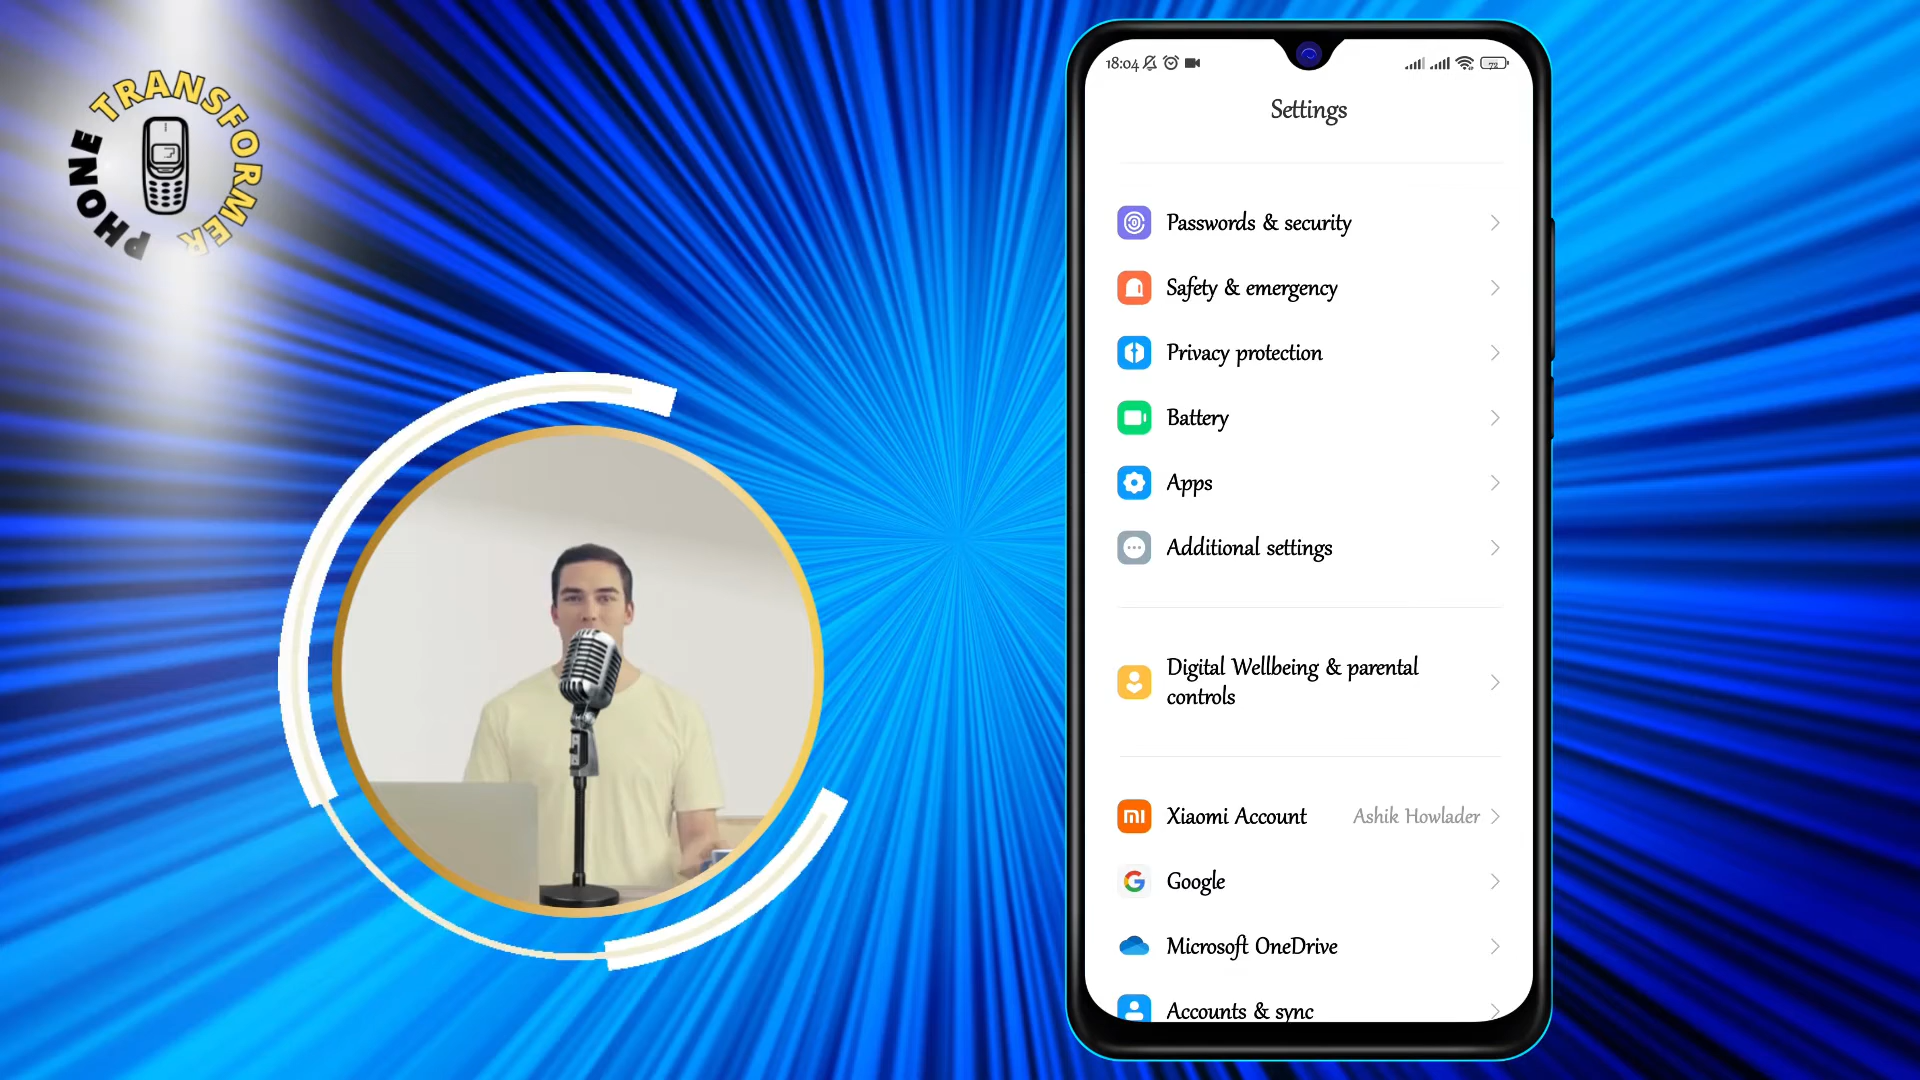 PHONE TRANSFORMER
18:04
72
Settings
Passwords & security
Safety & emergency
Privacy protection
Battery
Apps
Additional settings
Digital Wellbeing & parental
controls
Xiaomi Account Ashik Howlader
Google
Microsoft OneDrive
Accounts & sync